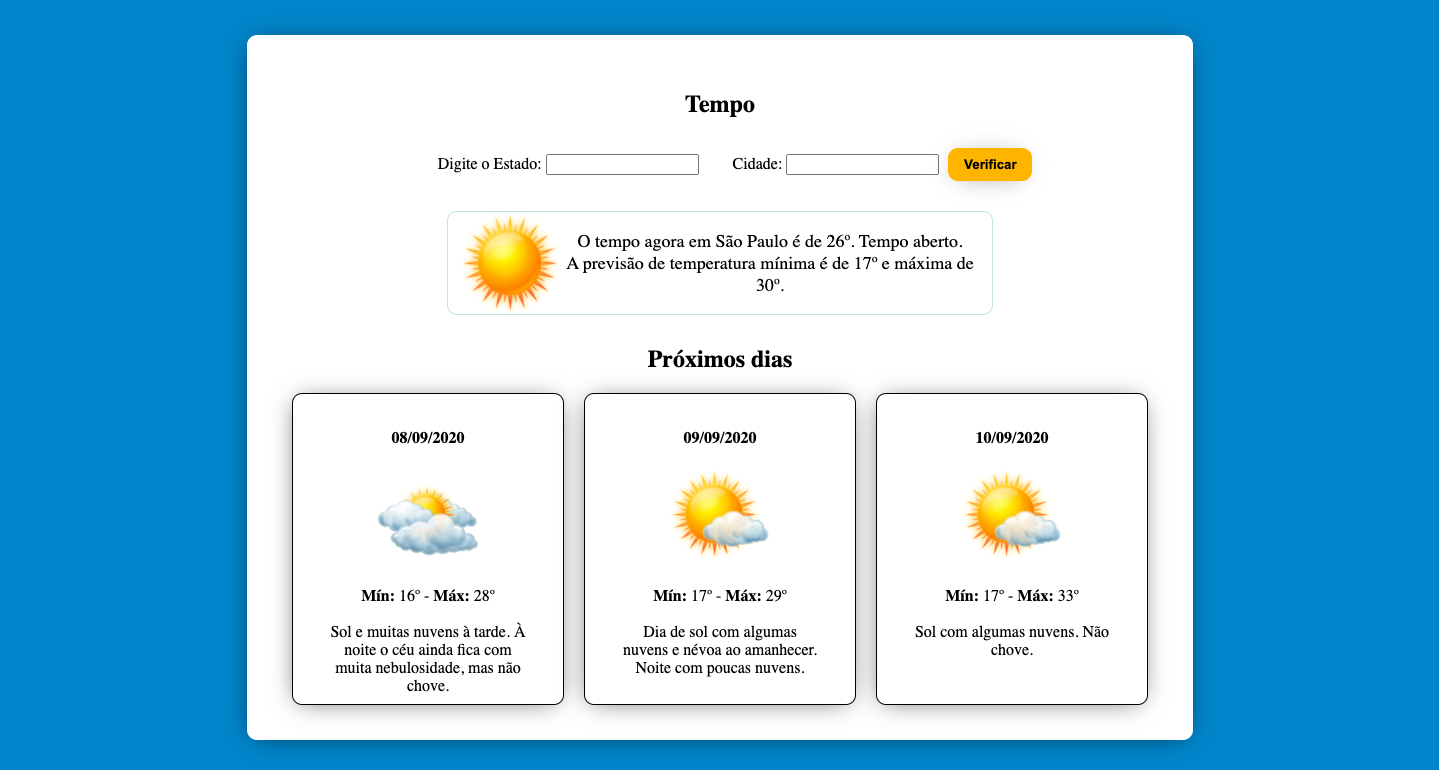 Tempo
Digite o Estado: Cidade: Verificar
O tempo agora em São Paulo é de 26º. Tempo aberto.
A previsão de temperatura mínima é de 17º e máxima de
30º.
Próximos dias
08/09/2020
Mín: 16º - Máx: 28º
Sol e muitas nuvens à tarde. À
noite o céu ainda fica com
muita nebulosidade, mas não
chove.
09/09/2020
Mín: 17º - Máx: 29º
Dia de sol com algumas
nuvens e névoa ao amanhecer.
Noite com poucas nuvens.
10/09/2020
Mín: 17º - Máx: 33º
Sol com algumas nuvens. Não
chove.